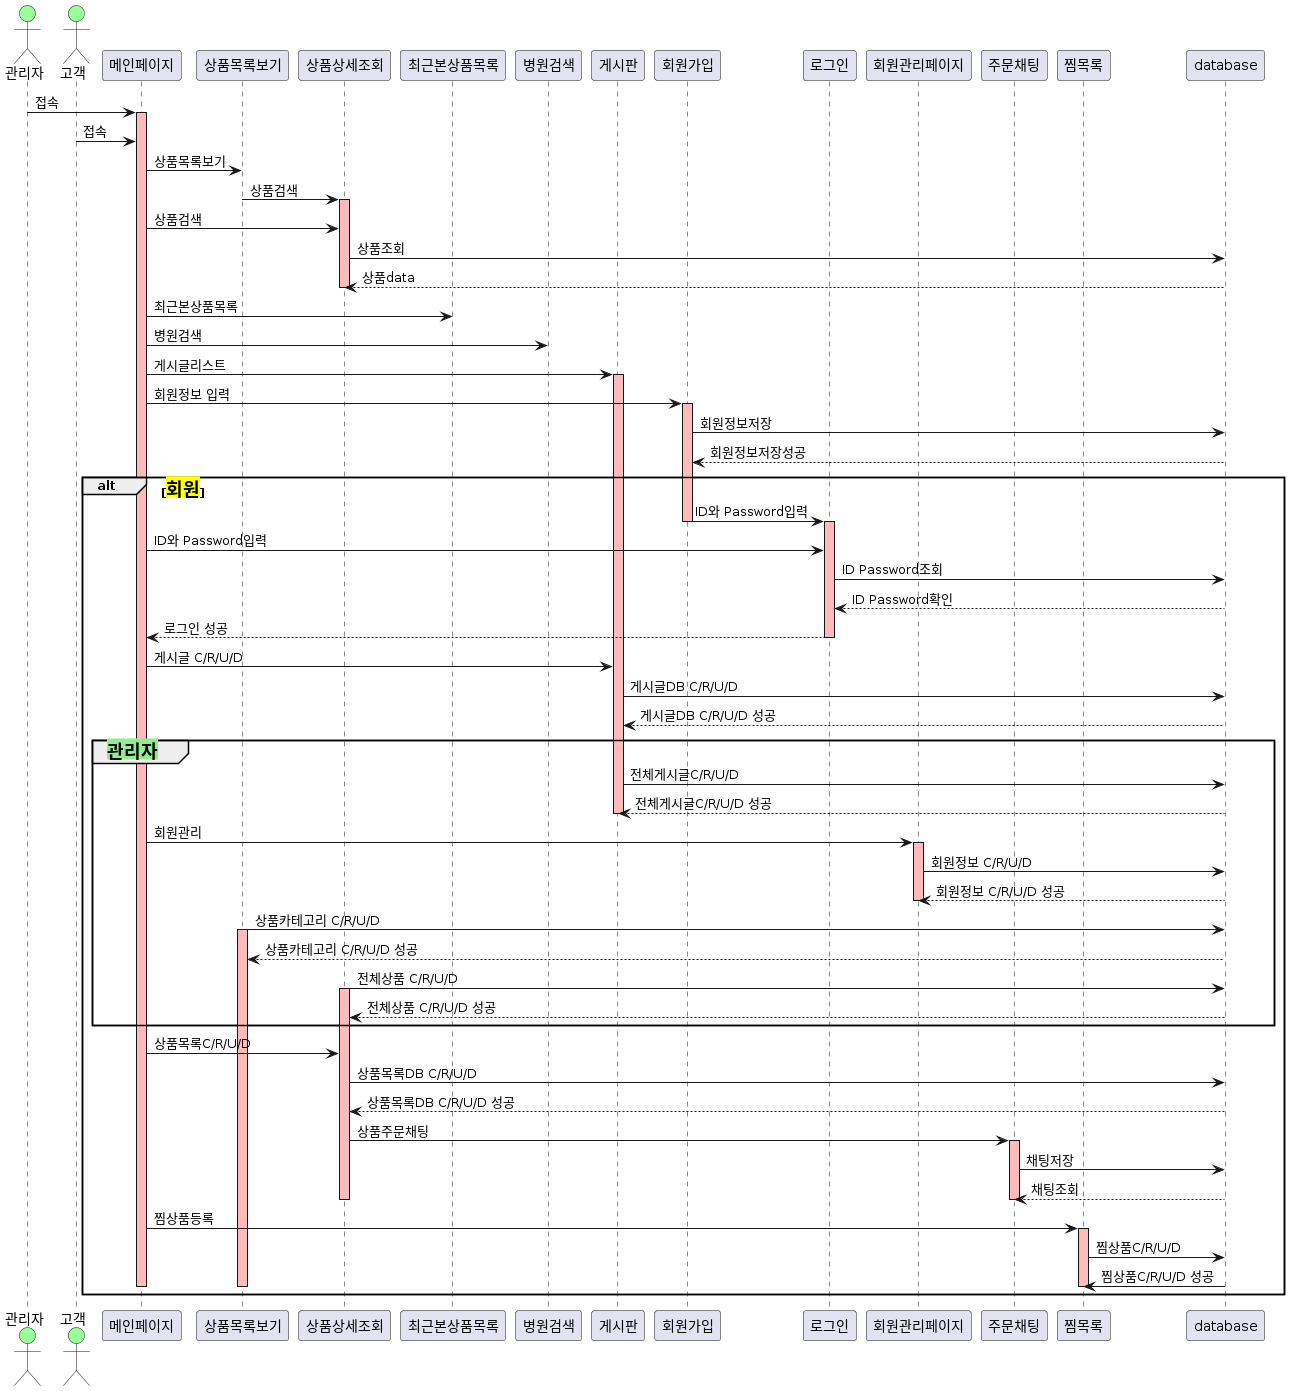 관리자
고객
메인페이지
상품목록보기
상품상세조회
최근본상품목록
병원검색
게시판
회원가입
로그인
회원관리페이지
주문채팅
찜목록
database
접속
접속
상품목록보기
상품검색
상품검색
상품조회
상품data
최근본상품목록
병원검색
게시글리스트
회원정보 입력
회원정보저장
회원정보저장성공
alt [회원]
ID와 Password입력
ID와 Password입력
ID Password조회
ID Password확인
로그인 성공
게시글 C/R/U/D
게시글DB C/R/U/D
게시글DB C/R/U/D 성공
관리자
전체게시글C/R/U/D
전체게시귤C/R/U/D 성공
회원관리
회원정보 C/R/U/D
회원정보 C/R/U/D 성공
상품카테고리 C/R/U/D
상품카테고리 C/R/U/D 성공
전체상품 C/R/U/D
전체상품 C/R/U/D 성공
상품목록C/R/U/D
상품목록DB C/R/U/D
상품목록DB C/R/U/D 성공
상품주문채팅
채팅저장
채팅조회
찜상품등록
찜상품C/R/U/D
찜상품C/R/U/D 성공
관리자
고객
메인페이지
상품목록보기
상품상세조회
최근본상품목록
병원검색
게시판
회원가입
로그인
회원관리페이지
주문채팅
찜목록
database